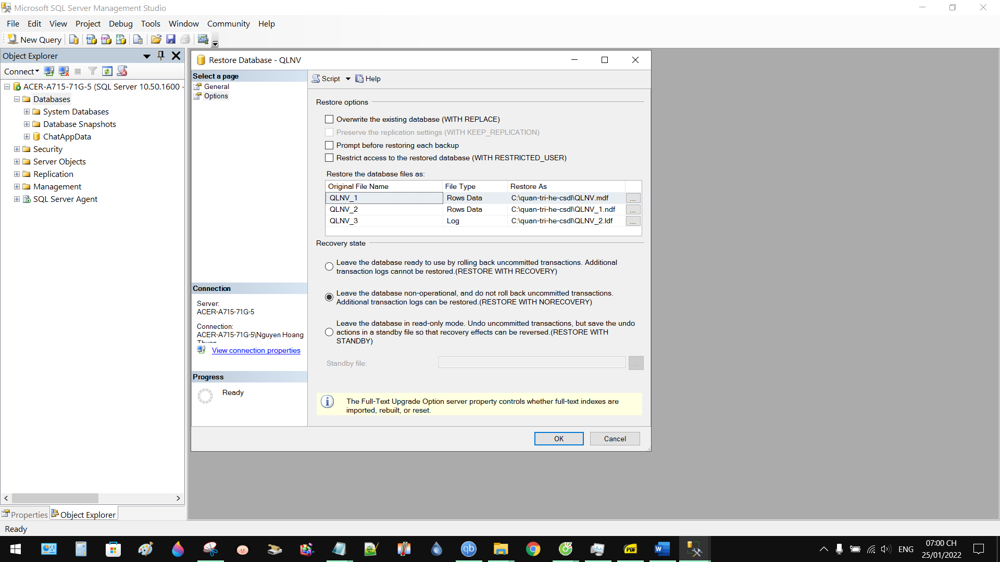 Microsoft SQL Server Management Studio
File Edit View Project Debug Tools Window Community Help
New Query
Object Explorer
Connect
ACER-A715-71G-5 (SQL Server 10.50.1600 -
Databases
System Databases
Database Snapshots
ChatAppData
Security
Server Objects
Replication
Management
SQL Server Agent
Properties
Object Explorer
Ready
Restore Database - QLNV
Select a page
General
Options
Connection
Server:
ACER-A715-71G-5
Connection:
ACER-A715-71G-5\Nguyen Hoang
View connection properties
Progress
Ready
Script Help
Restore options
Overwrite the existing database (WITH REPLACE)
Preserve the replication settings (WITH KEEP_REPLICATION)
Prompt before restoring each backup
Restrict access to the restored database (WITH RESTRICTED_USER)
Restore the database files as:
Original File Name File Type Restore As
QLNV_1 Rows Data C:\quan-tri-he-csdl\QLNV.mdf ...
QLNV_2 Rows Data C:\quan-tri-he-csdl\QLNV_1.ndf ...
QLNV_3 Log C:\quan-tri-he-csdl\QLNV_2.ldf ...
Recovery state
Leave the database ready to use by rolling back uncommitted transactions. Additional
transaction logs cannot be restored.(RESTORE WITH RECOVERY)
Leave the database non-operational, and do not roll back uncommitted transactions.
Additional transaction logs can be restored.(RESTORE WITH NORECOVERY)
Leave the database in read-only mode. Undo uncommitted transactions, but save the undo
actions in a standby file so that recovery effects can be reversed.(RESTORE WITH
STANDBY)
Standby file: ...
The Full-Text Upgrade Option server property controls whether full-text indexes are
imported, rebuilt, or reset.
OK Cancel
qb
PDF
W
ENG
07:00 CH
25/01/2022